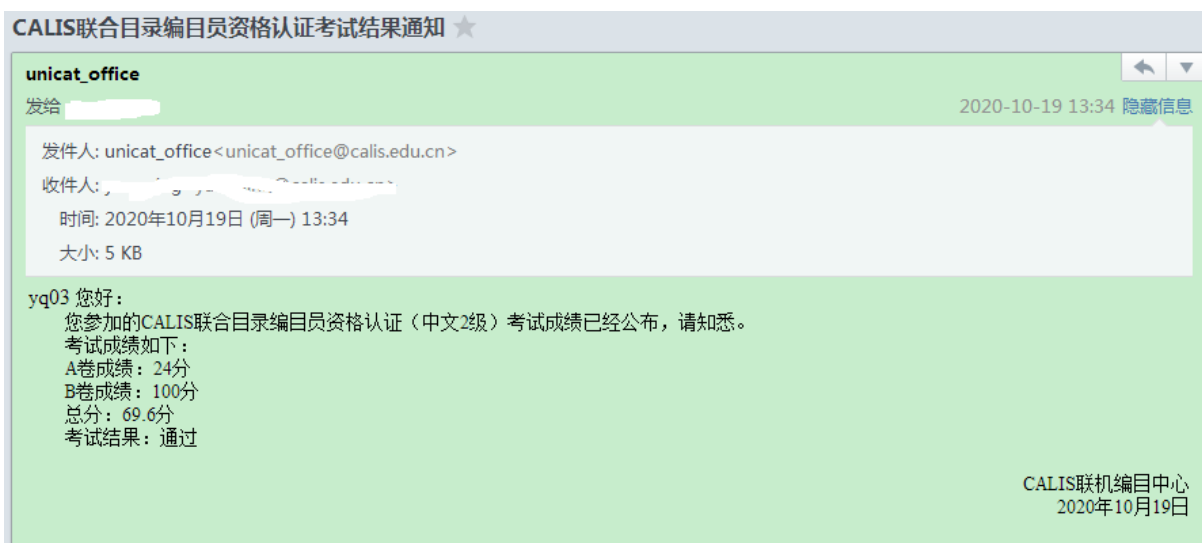 CALIS联合目录编目员资格认证考试结果通知
unicat_office
发给
2020-10-19 13:34 隐藏信息
发件人: unicat_office<unicat_office@calis.edu.cn>
收件人:
时间: 2020年10月19日 (周一) 13:34
大小: 5 KB
yq03 您好：
您参加的CALIS联合目录编目员资格认证（中文2级）考试成绩已经公布，请知悉。
考试成绩如下：
A卷成绩：24分
B卷成绩：100分
总分：69.6分
考试结果：通过
CALIS联机编目中心
2020年10月19日